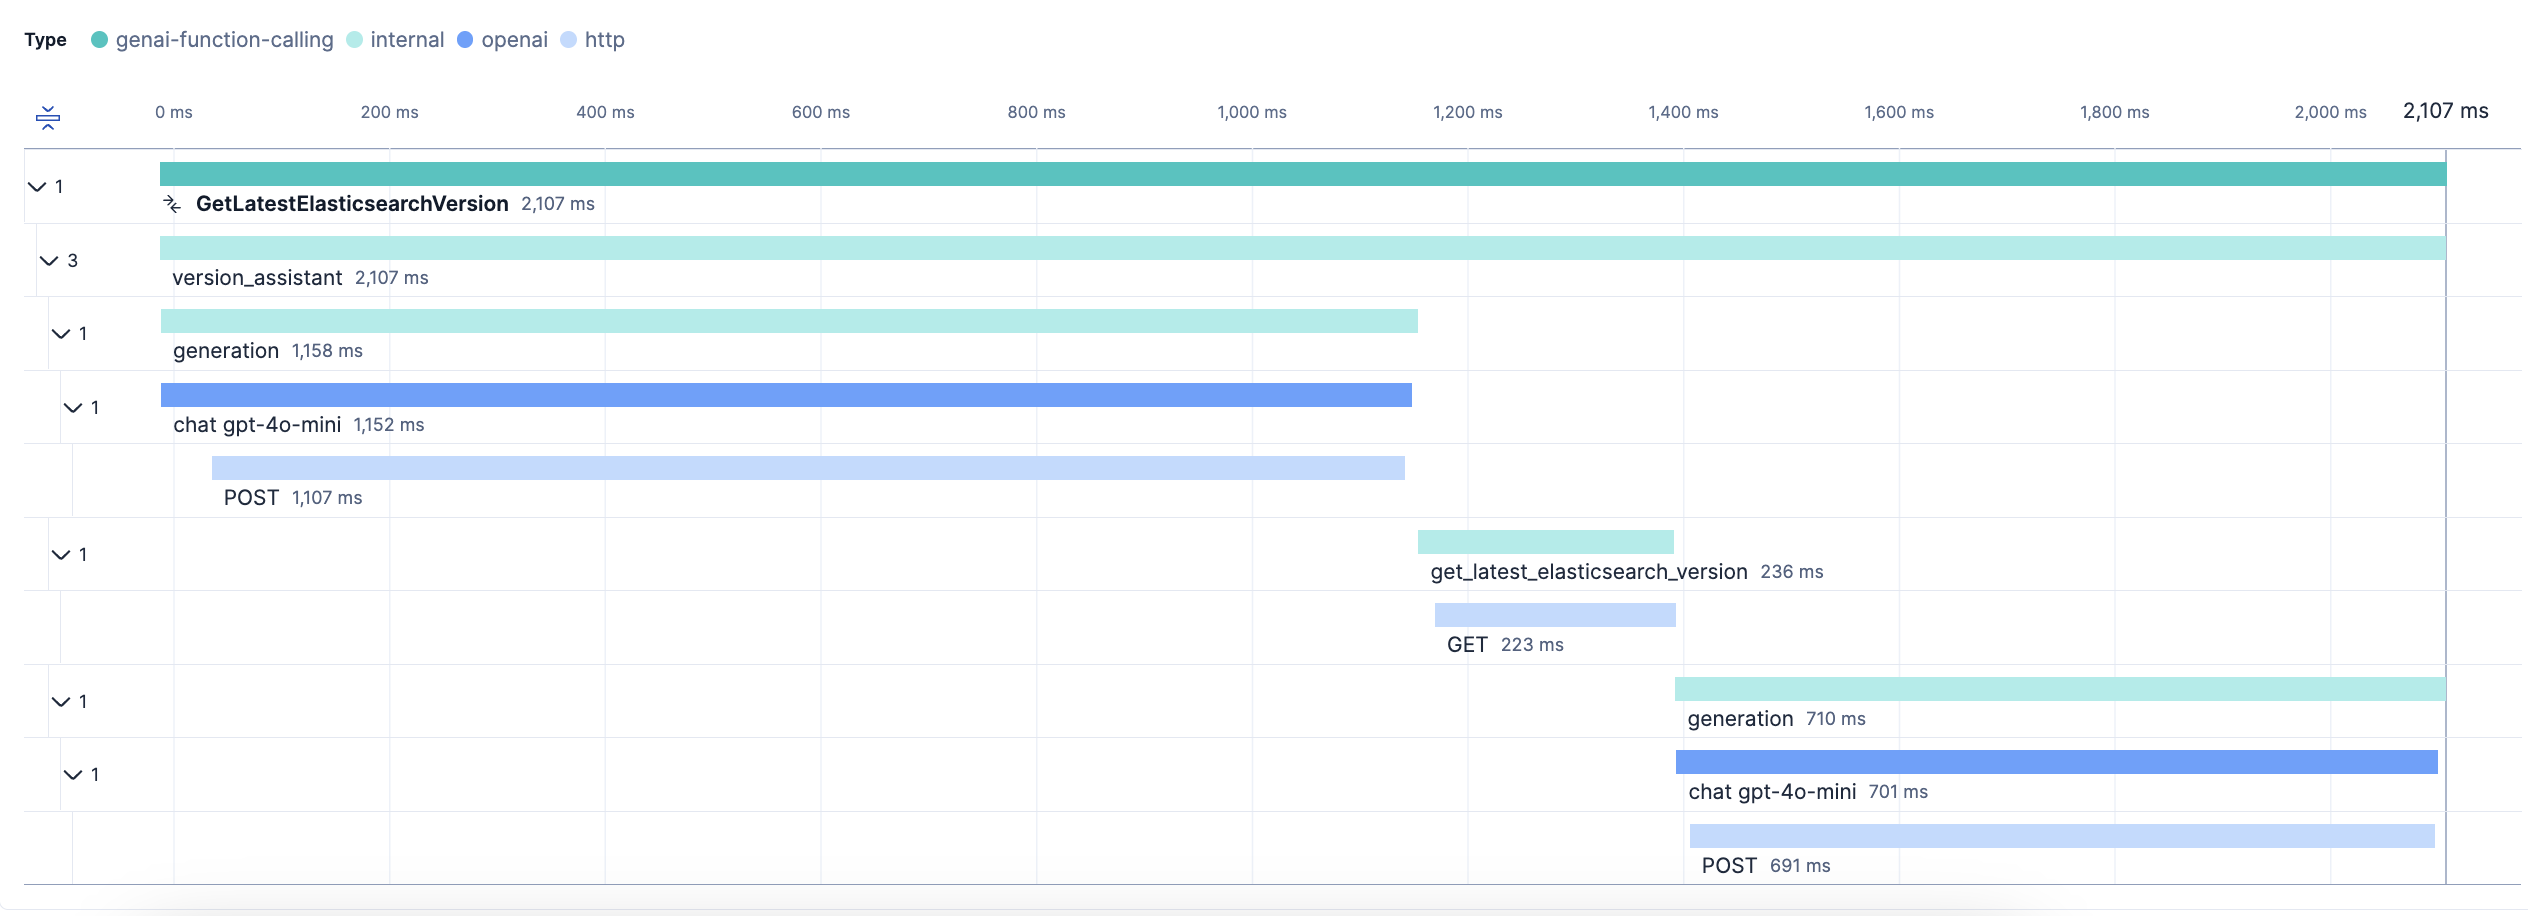 Type genai-function-calling internal openai http
0 ms 200 ms 400 ms 600 ms 800 ms 1,000 ms 1,200 ms 1,400 ms 1,600 ms 1,800 ms 2,000 ms 2,107 ms
1
GetLatestElasticsearchVersion 2,107 ms
3
version_assistant 2,107 ms
1
generation 1,158 ms
1
chat gpt-4o-mini 1,152 ms
POST 1,107 ms
1
get_latest_elasticsearch_version 236 ms
GET 223 ms
1
generation 710 ms
1
chat gpt-4o-mini 701 ms
POST 691 ms